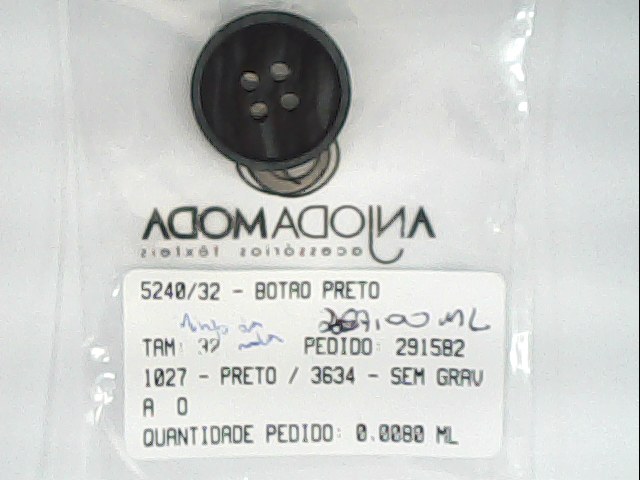 ANJODAMODA
acessórios têxteis
5240/32 - BOTAO PRETO
TAM: 32 PEDIDO: 291582
1027 - PRETO / 3634 - SEM GRAV
A O
QUANTIDADE PEDIDO: 0.0080 ML